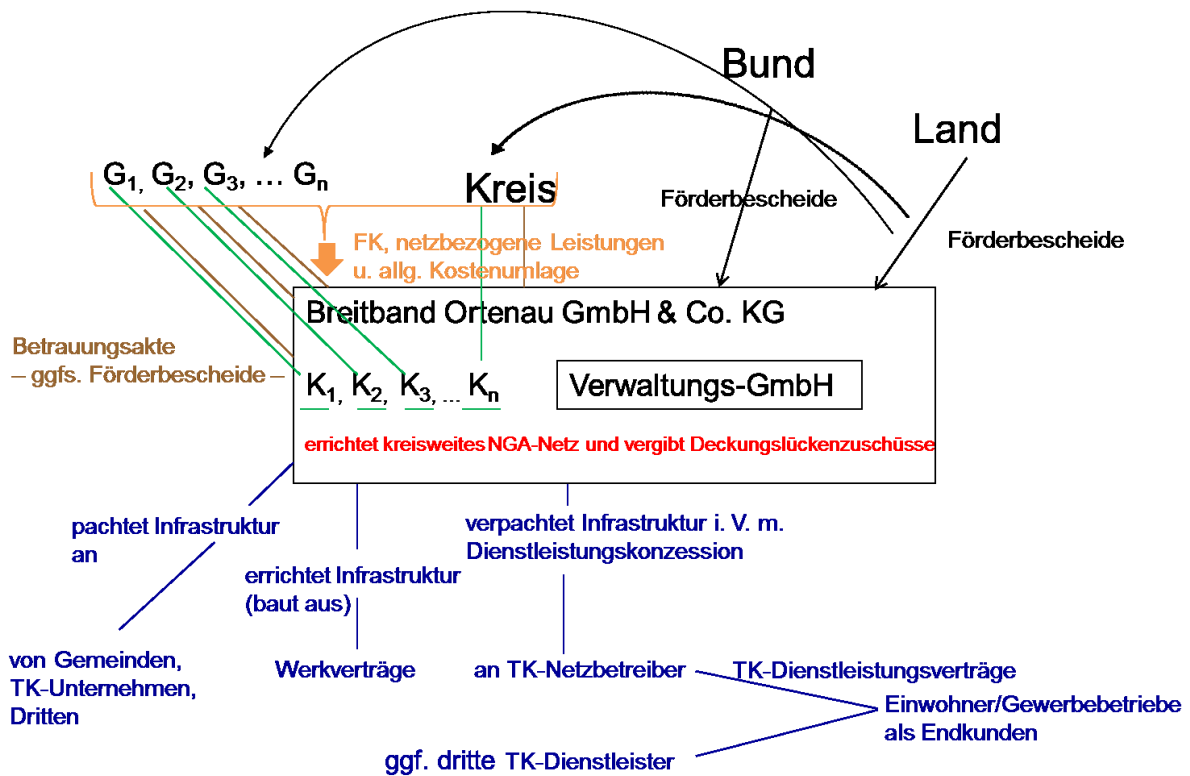 Bund
Land
G1, G2, G3, ... Gn
Kreis
Förderbescheide
Förderbescheide
FK, netzbezogene Leistungen
u. allg. Kostenumlage
Breitband Ortenau GmbH & Co. KG
Betrauungsakte
– ggfs. Förderbescheide –
K1, K2, K3, ... Kn
Verwaltungs-GmbH
errichtet kreisweites NGA-Netz und vergibt Deckungslückenzuschüsse
pachtet Infrastruktur
an
verpachtet Infrastruktur i. V. m.
Dienstleistungskonzession
errichtet Infrastruktur
(baut aus)
von Gemeinden,
TK-Unternehmen,
Dritten
Werkverträge
an TK-Netzbetreiber
TK-Dienstleistungsverträge
Einwohner/Gewerbebetriebe
als Endkunden
ggf. dritte TK-Dienstleister